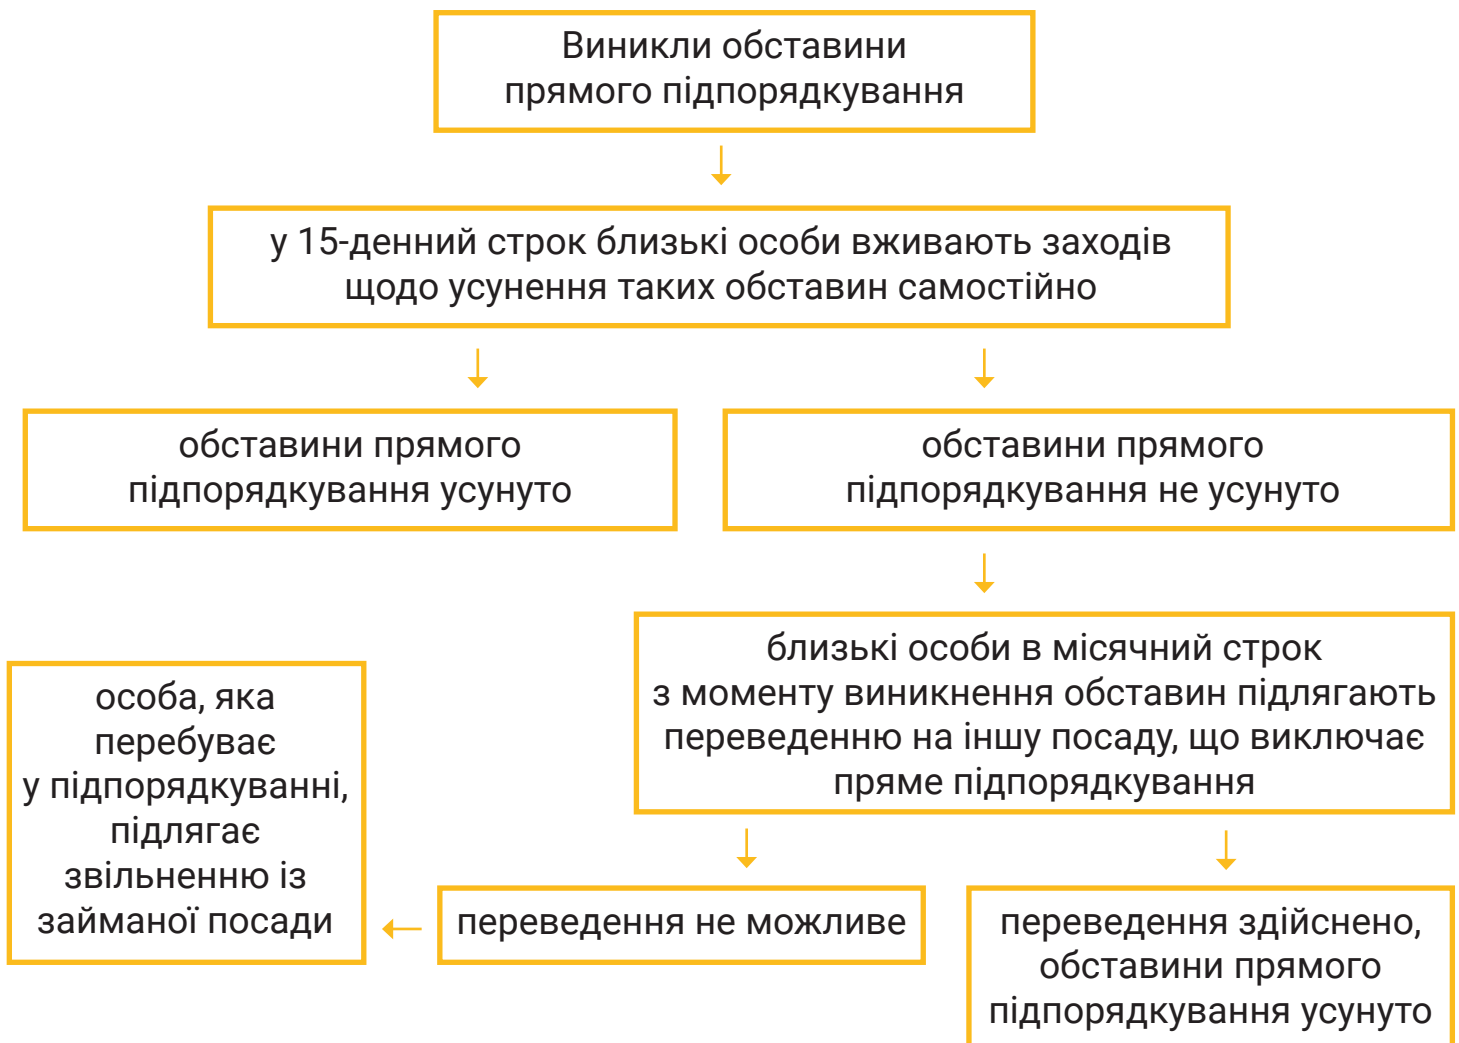 Виникли обставини
прямого підпорядкування
у 15-денний строк близькі особи вживають заходів
щодо усунення таких обставин самостійно
обставини прямого
підпорядкування усунуто
обставини прямого
підпорядкування не усунуто
близькі особи в місячний строк
з моменту виникнення обставин підлягають
переведенню на іншу посаду, що виключає
пряме підпорядкування
особа, яка
перебуває
у підпорядкуванні,
підлягає
звільненню із
займаної посади
переведення не можливе
переведення здійснено,
обставини прямого
підпорядкування усунуто